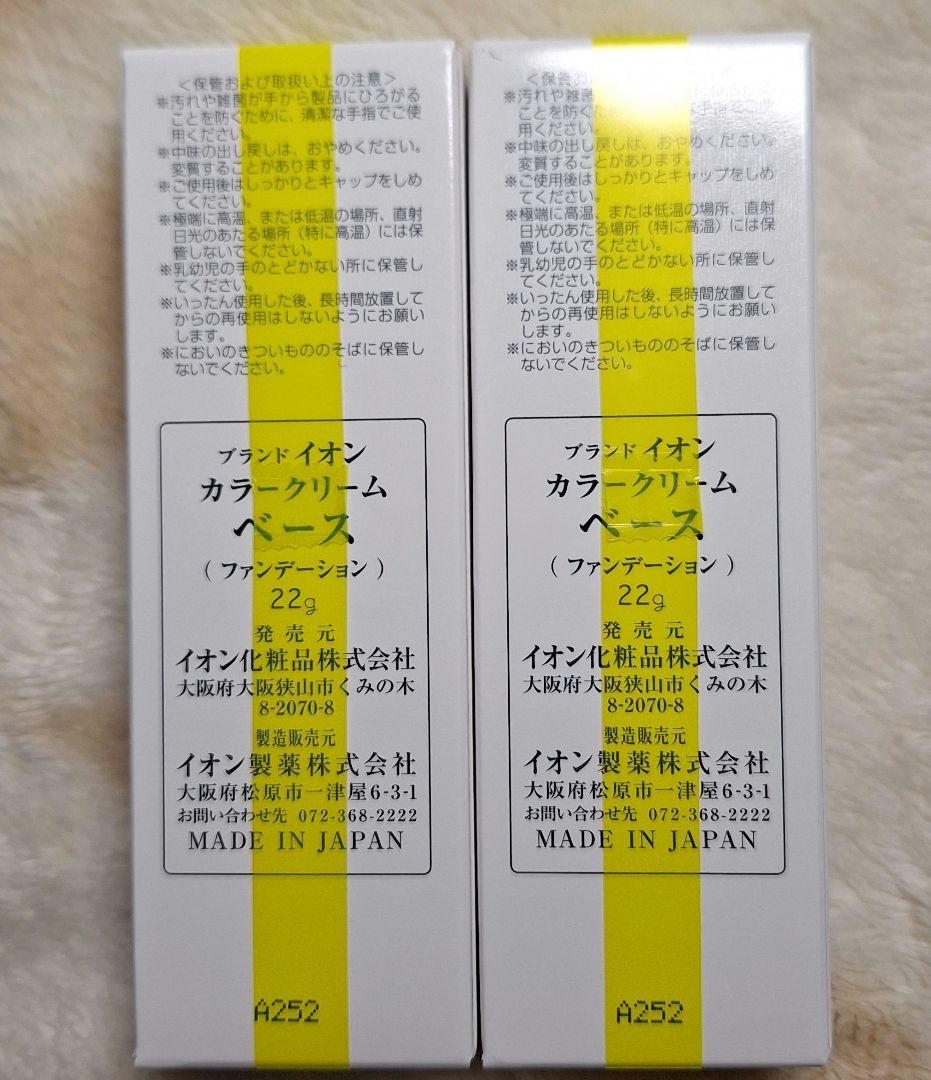 ＜保管および取扱い上の注意＞
※汚れや雑菌が手から製品にひろがる
ことを防ぐために、清潔な手指でご使
用ください。
※中味の出し戻しは、おやめください。
変質することがあります。
※ご使用後はしっかりとキャップをしめ
てください。
※極端に高温、または低温の場所、直射
日光のあたる場所（特に高温）には保
管しないでください。
※乳幼児の手のとどかない所に保管し
てください。
※いったん使用した後、長時間放置して
からの再使用はしないようにお願い
します。
※においのきついもののそばに保管し
ないでください。
ブランド イオン
カラークリーム
ベース
（ ファンデーション ）
22g
発売元
イオン化粧品株式会社
大阪府大阪狭山市くみの木
8-2070-8
製造販売元
イオン製薬株式会社
大阪府松原市一津屋6-3-1
お問い合わせ先 072-368-2222
MADE IN JAPAN
A252
＜保管お
※汚れや雑菌 な手指でご使
ことを防ぐ
用ください。
※中味の出し戻しは、おやめください。
変質することがあります。
※ご使用後はしっかりとキャップをしめ
てください。
※極端に高温、または低温の場所、直射
日光のあたる場所（特に高温）には保
管しないでください。
※乳幼児の手のとどかない所に保管し
てください。
※いったん使用した後、長時間放置して
からの再使用はしないようにお願い
します。
※においのきついもののそばに保管し
ないでください。
ブランド イオン
カラークリーム
ベース
（ ファンデーション ）
22g
発売元
イオン化粧品株式会社
大阪府大阪狭山市くみの木
8-2070-8
製造販売元
イオン製薬株式会社
大阪府松原市一津屋6-3-1
お問い合わせ先 072-368-2222
MADE IN JAPAN
A252